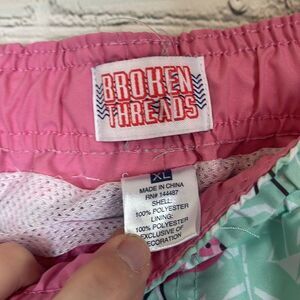 BROKEN
THREADS
XL
MADE IN CHINA
RN# 144487
SHELL:
100% POLYESTER
LINING:
100% POLYESTER
EXCLUSIVE OF
DECORATION